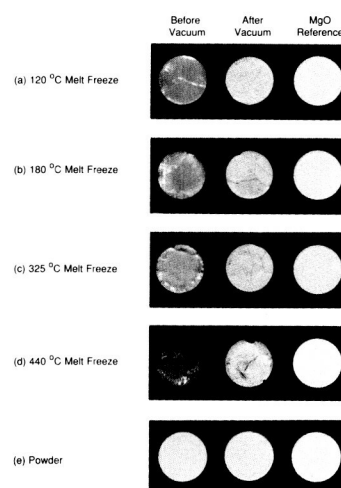 Before Vacuum
After Vacuum
MgO Reference
(a) 120 °C Melt Freeze
(b) 180 °C Melt Freeze
(c) 325 °C Melt Freeze
(d) 440 °C Melt Freeze
(e) Powder